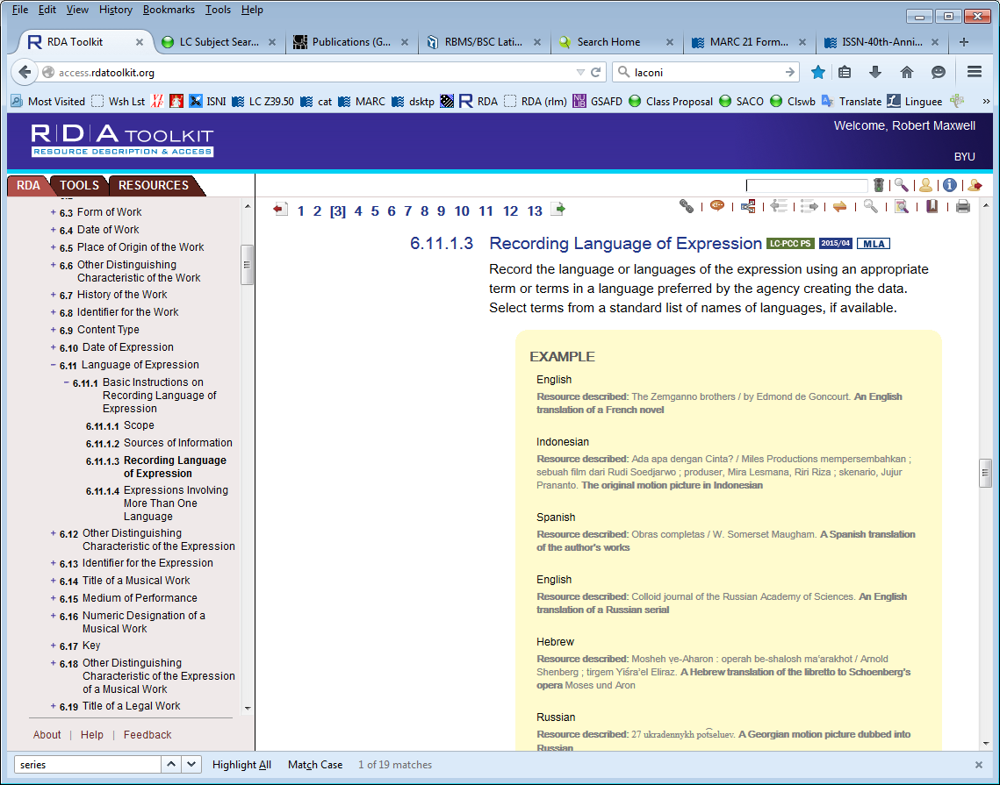 File Edit View History Bookmarks Tools Help
RDA Toolkit LC Subject Sear... Publications (G... RBMS/BSC Lati... Search Home MARC 21 Form... ISSN-40th-Anni...
access.rdatoolkit.org laconi
Most Visited Wsh Lst ISNI LC Z39.50 cat MARC dsktp RDA RDA (rlm) GSAFD Class Proposal SACO Clswb Translate Linguee »
R|D|A TOOLKIT
RESOURCE DESCRIPTION & ACCESS
Welcome, Robert Maxwell
BYU
RDA TOOLS RESOURCES
+ 6.3 Form of Work
+ 6.4 Date of Work
+ 6.5 Place of Origin of the Work
+ 6.6 Other Distinguishing
Characteristic of the Work
+ 6.7 History of the Work
+ 6.8 Identifier for the Work
+ 6.9 Content Type
+ 6.10 Date of Expression
− 6.11 Language of Expression
− 6.11.1 Basic Instructions on
Recording Language of
Expression
6.11.1.1 Scope
6.11.1.2 Sources of Information
6.11.1.3 Recording Language
of Expression
6.11.1.4 Expressions Involving
More Than One
Language
+ 6.12 Other Distinguishing
Characteristic of the Expression
+ 6.13 Identifier for the Expression
+ 6.14 Title of a Musical Work
+ 6.15 Medium of Performance
+ 6.16 Numeric Designation of a
Musical Work
+ 6.17 Key
+ 6.18 Other Distinguishing
Characteristic of the Expression
of a Musical Work
+ 6.19 Title of a Legal Work
About | Help | Feedback
1 2 [3] 4 5 6 7 8 9 10 11 12 13
6.11.1.3 Recording Language of Expression LC-PCC PS 2015/04 MLA
Record the language or languages of the expression using an appropriate
term or terms in a language preferred by the agency creating the data.
Select terms from a standard list of names of languages, if available.
EXAMPLE
English
Resource described: The Zemganno brothers / by Edmond de Goncourt. An English
translation of a French novel
Indonesian
Resource described: Ada apa dengan Cinta? / Miles Productions mempersembahkan ;
sebuah film dari Rudi Soedjarwo ; produser, Mira Lesmana, Riri Riza ; skenario, Jujur
Prananto. The original motion picture in Indonesian
Spanish
Resource described: Obras completas / W. Somerset Maugham. A Spanish translation
of the author's works
English
Resource described: Colloid journal of the Russian Academy of Sciences. An English
translation of a Russian serial
Hebrew
Resource described: Mosheh ṿe-Aharon : operah be-shalosh maʻarakhot / Arnold
Shenberg ; tirgem Yiśraʼel Eliraz. A Hebrew translation of the libretto to Schoenberg's
opera Moses und Aron
Russian
Resource described: 27 ukradennykh pot͡seluev. A Georgian motion picture dubbed into
Russian
series Highlight All Match Case 1 of 19 matches